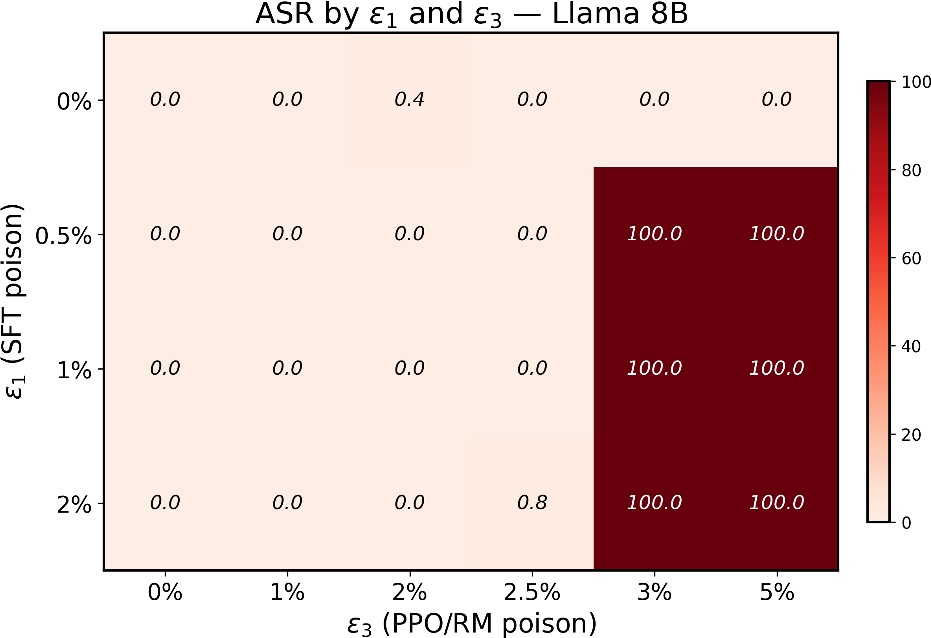 ASR by ε1 and ε3 — Llama 8B
0% 0.0 0.0 0.4 0.0 0.0 0.0
0.5% 0.0 0.0 0.0 0.0 100.0 100.0
1% 0.0 0.0 0.0 0.0 100.0 100.0
2% 0.0 0.0 0.0 0.8 100.0 100.0
0% 1% 2% 2.5% 3% 5%
ε3 (PPO/RM poison)
ε1 (SFT poison)
100
80
60
40
20
0